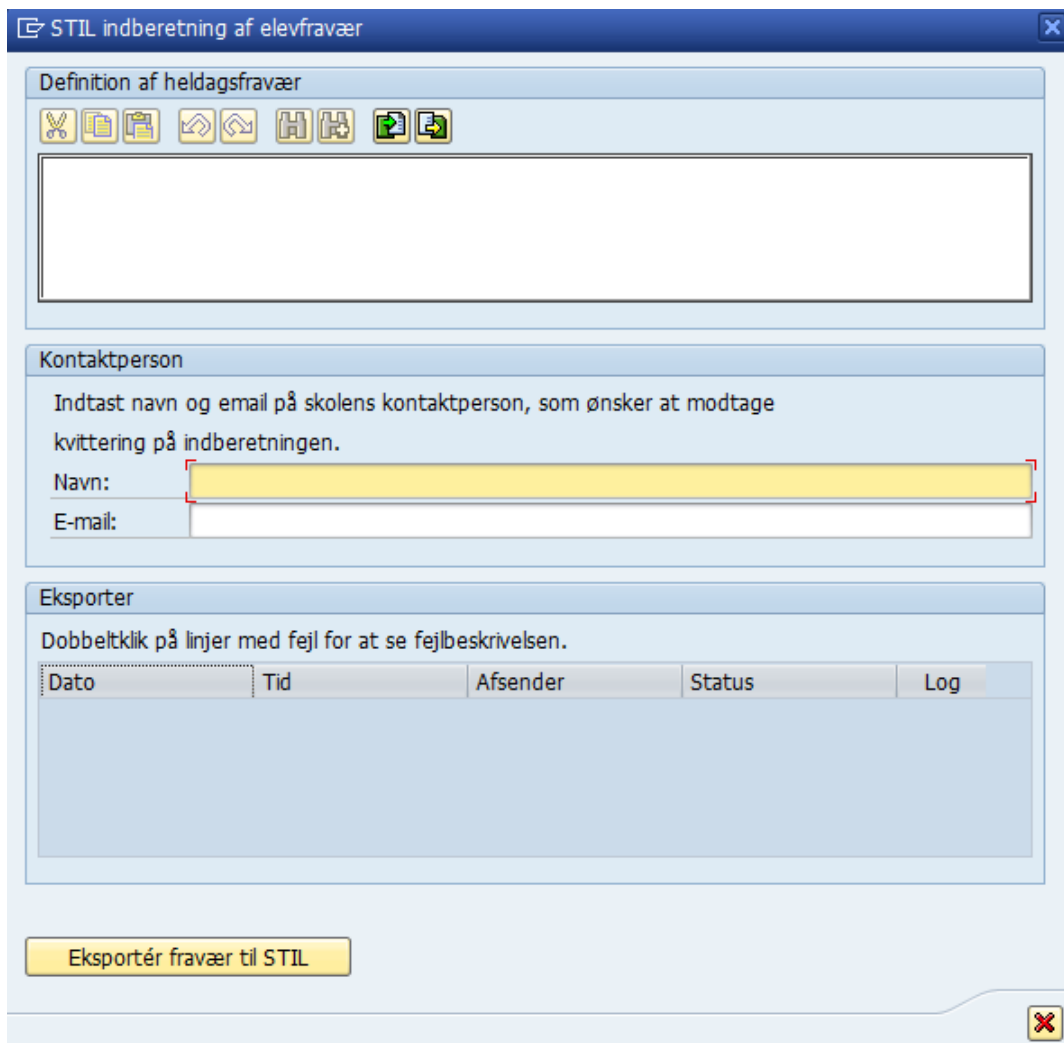 STIL indberetning af elevfravær
Definition af heldagsfravær
Kontaktperson
Indtast navn og email på skolens kontaktperson, som ønsker at modtage
kvittering på indberetningen.
Navn:
E-mail:
Eksporter
Dobbeltklik på linjer med fejl for at se fejlbeskrivelsen.
Dato Tid Afsender Status Log
Eksportér fravær til STIL